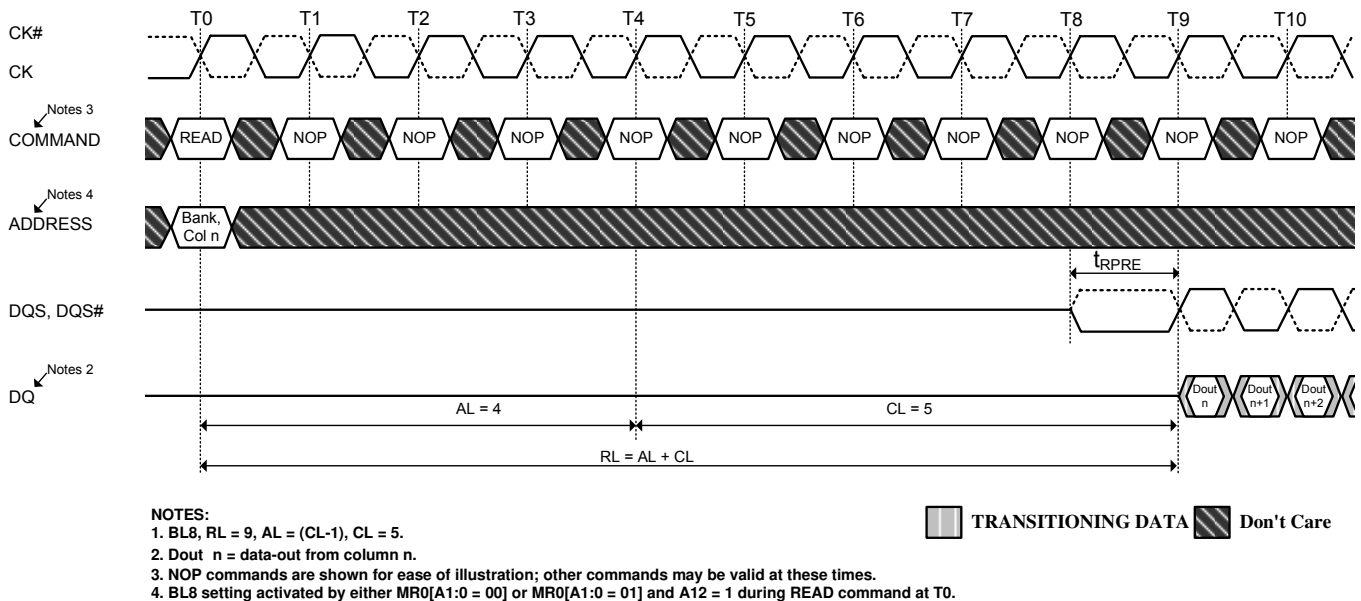 T0 T1 T2 T3 T4 T5 T6 T7 T8 T9 T10
CK#
CK
Notes 3
COMMAND
READ NOP NOP NOP NOP NOP NOP NOP NOP NOP NOP
Notes 4
ADDRESS
Bank,
Col n
tRPRE
DQS, DQS#
Notes 2
DQ
Dout
n
Dout
n+1
Dout
n+2
AL = 4
CL = 5
RL = AL + CL
NOTES:
1. BL8, RL = 9, AL = (CL-1), CL = 5.
2. Dout n = data-out from column n.
3. NOP commands are shown for ease of illustration; other commands may be valid at these times.
4. BL8 setting activated by either MR0[A1:0 = 00] or MR0[A1:0 = 01] and A12 = 1 during READ command at T0.
TRANSITIONING DATA
Don't Care